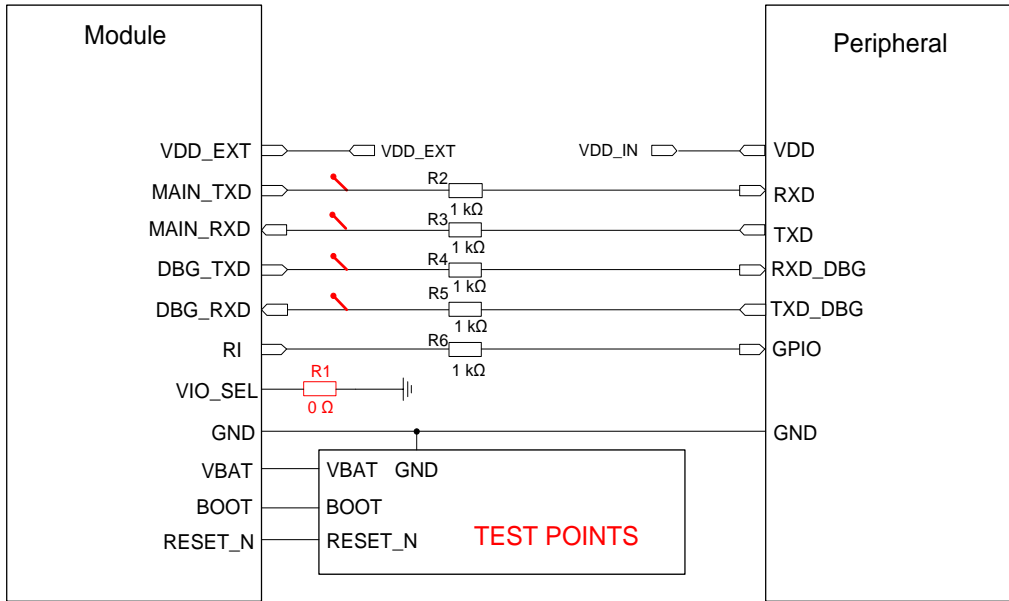 Module
Peripheral
VDD_EXT
VDD_EXT
VDD_IN
VDD
MAIN_TXD
R2
1 kΩ
RXD
MAIN_RXD
R3
1 kΩ
TXD
DBG_TXD
R4
1 kΩ
RXD_DBG
DBG_RXD
R5
1 kΩ
TXD_DBG
RI
R6
1 kΩ
GPIO
VIO_SEL
R1
0 Ω
GND
GND
VBAT
VBAT GND
BOOT
BOOT
RESET_N
RESET_N
TEST POINTS